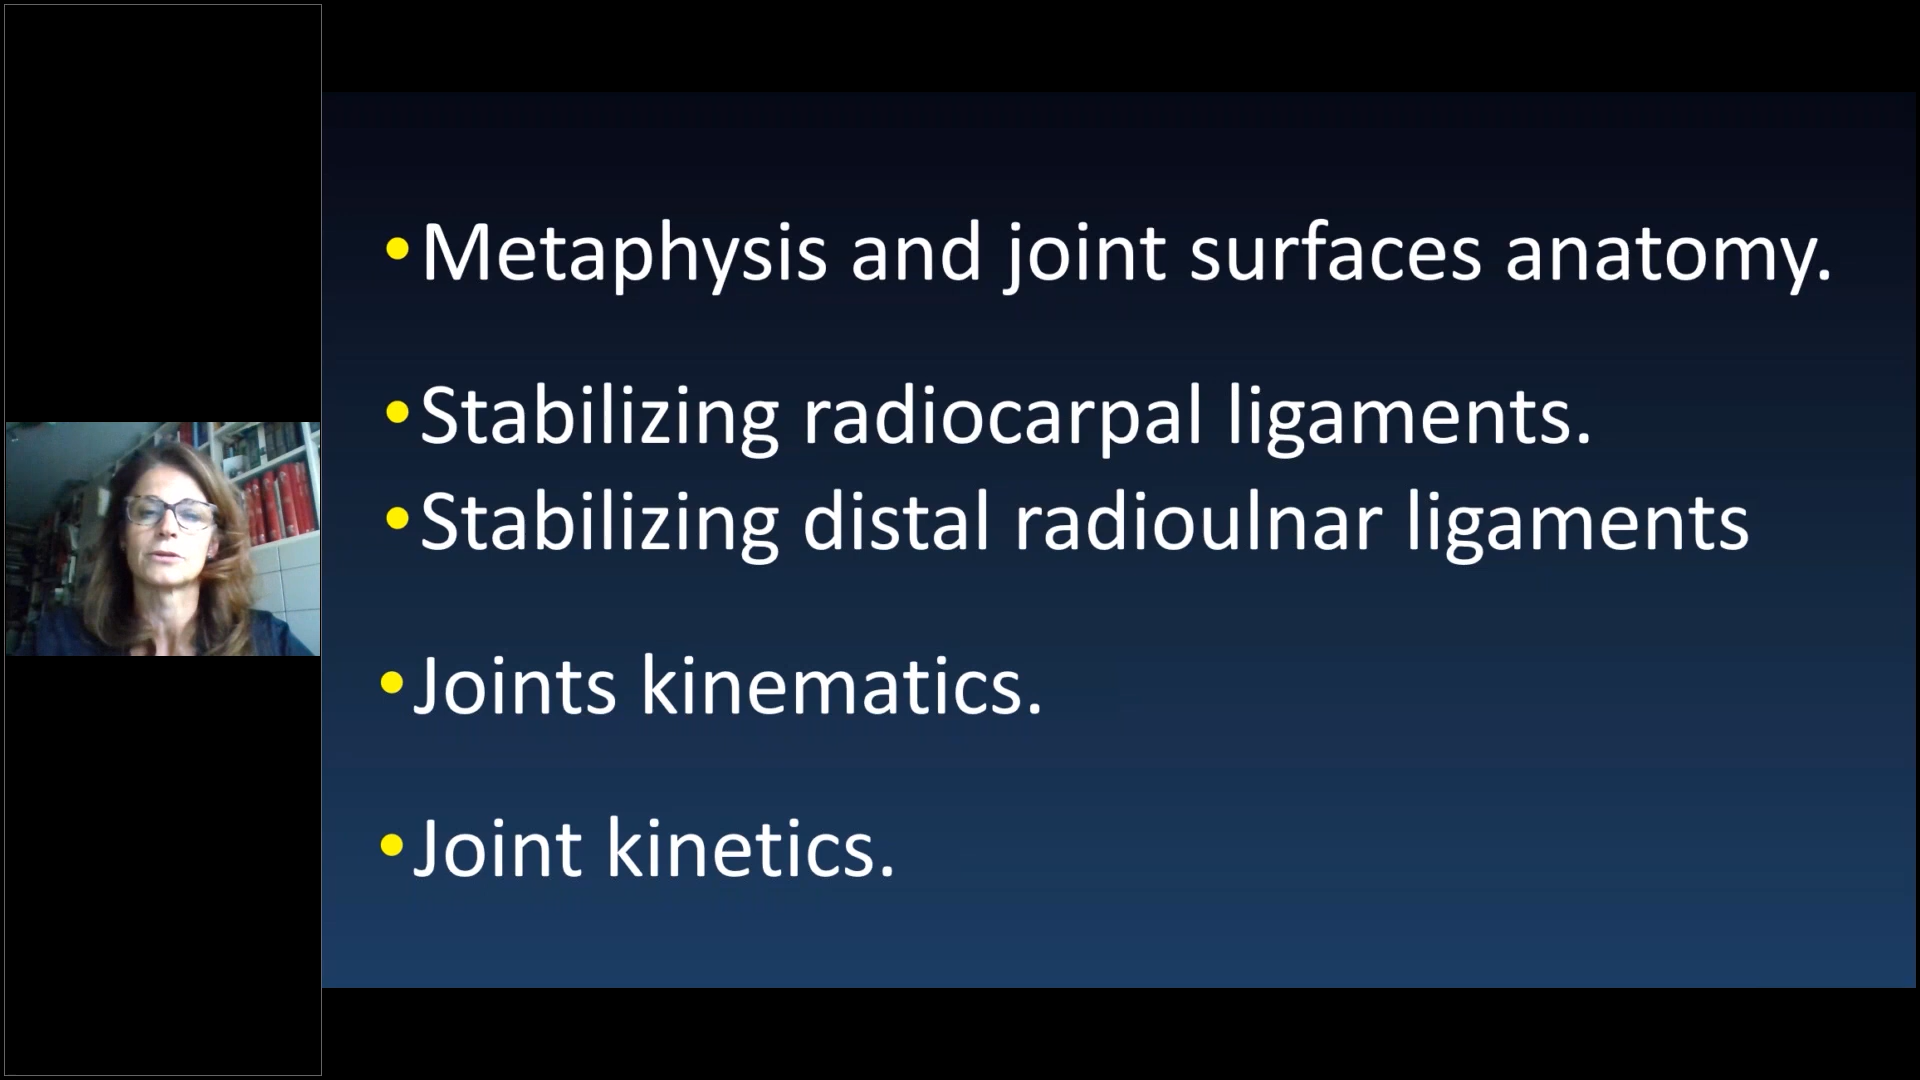 •Metaphysis and joint surfaces anatomy.
•Stabilizing radiocarpal ligaments.
•Stabilizing distal radioulnar ligaments
•Joints kinematics.
•Joint kinetics.